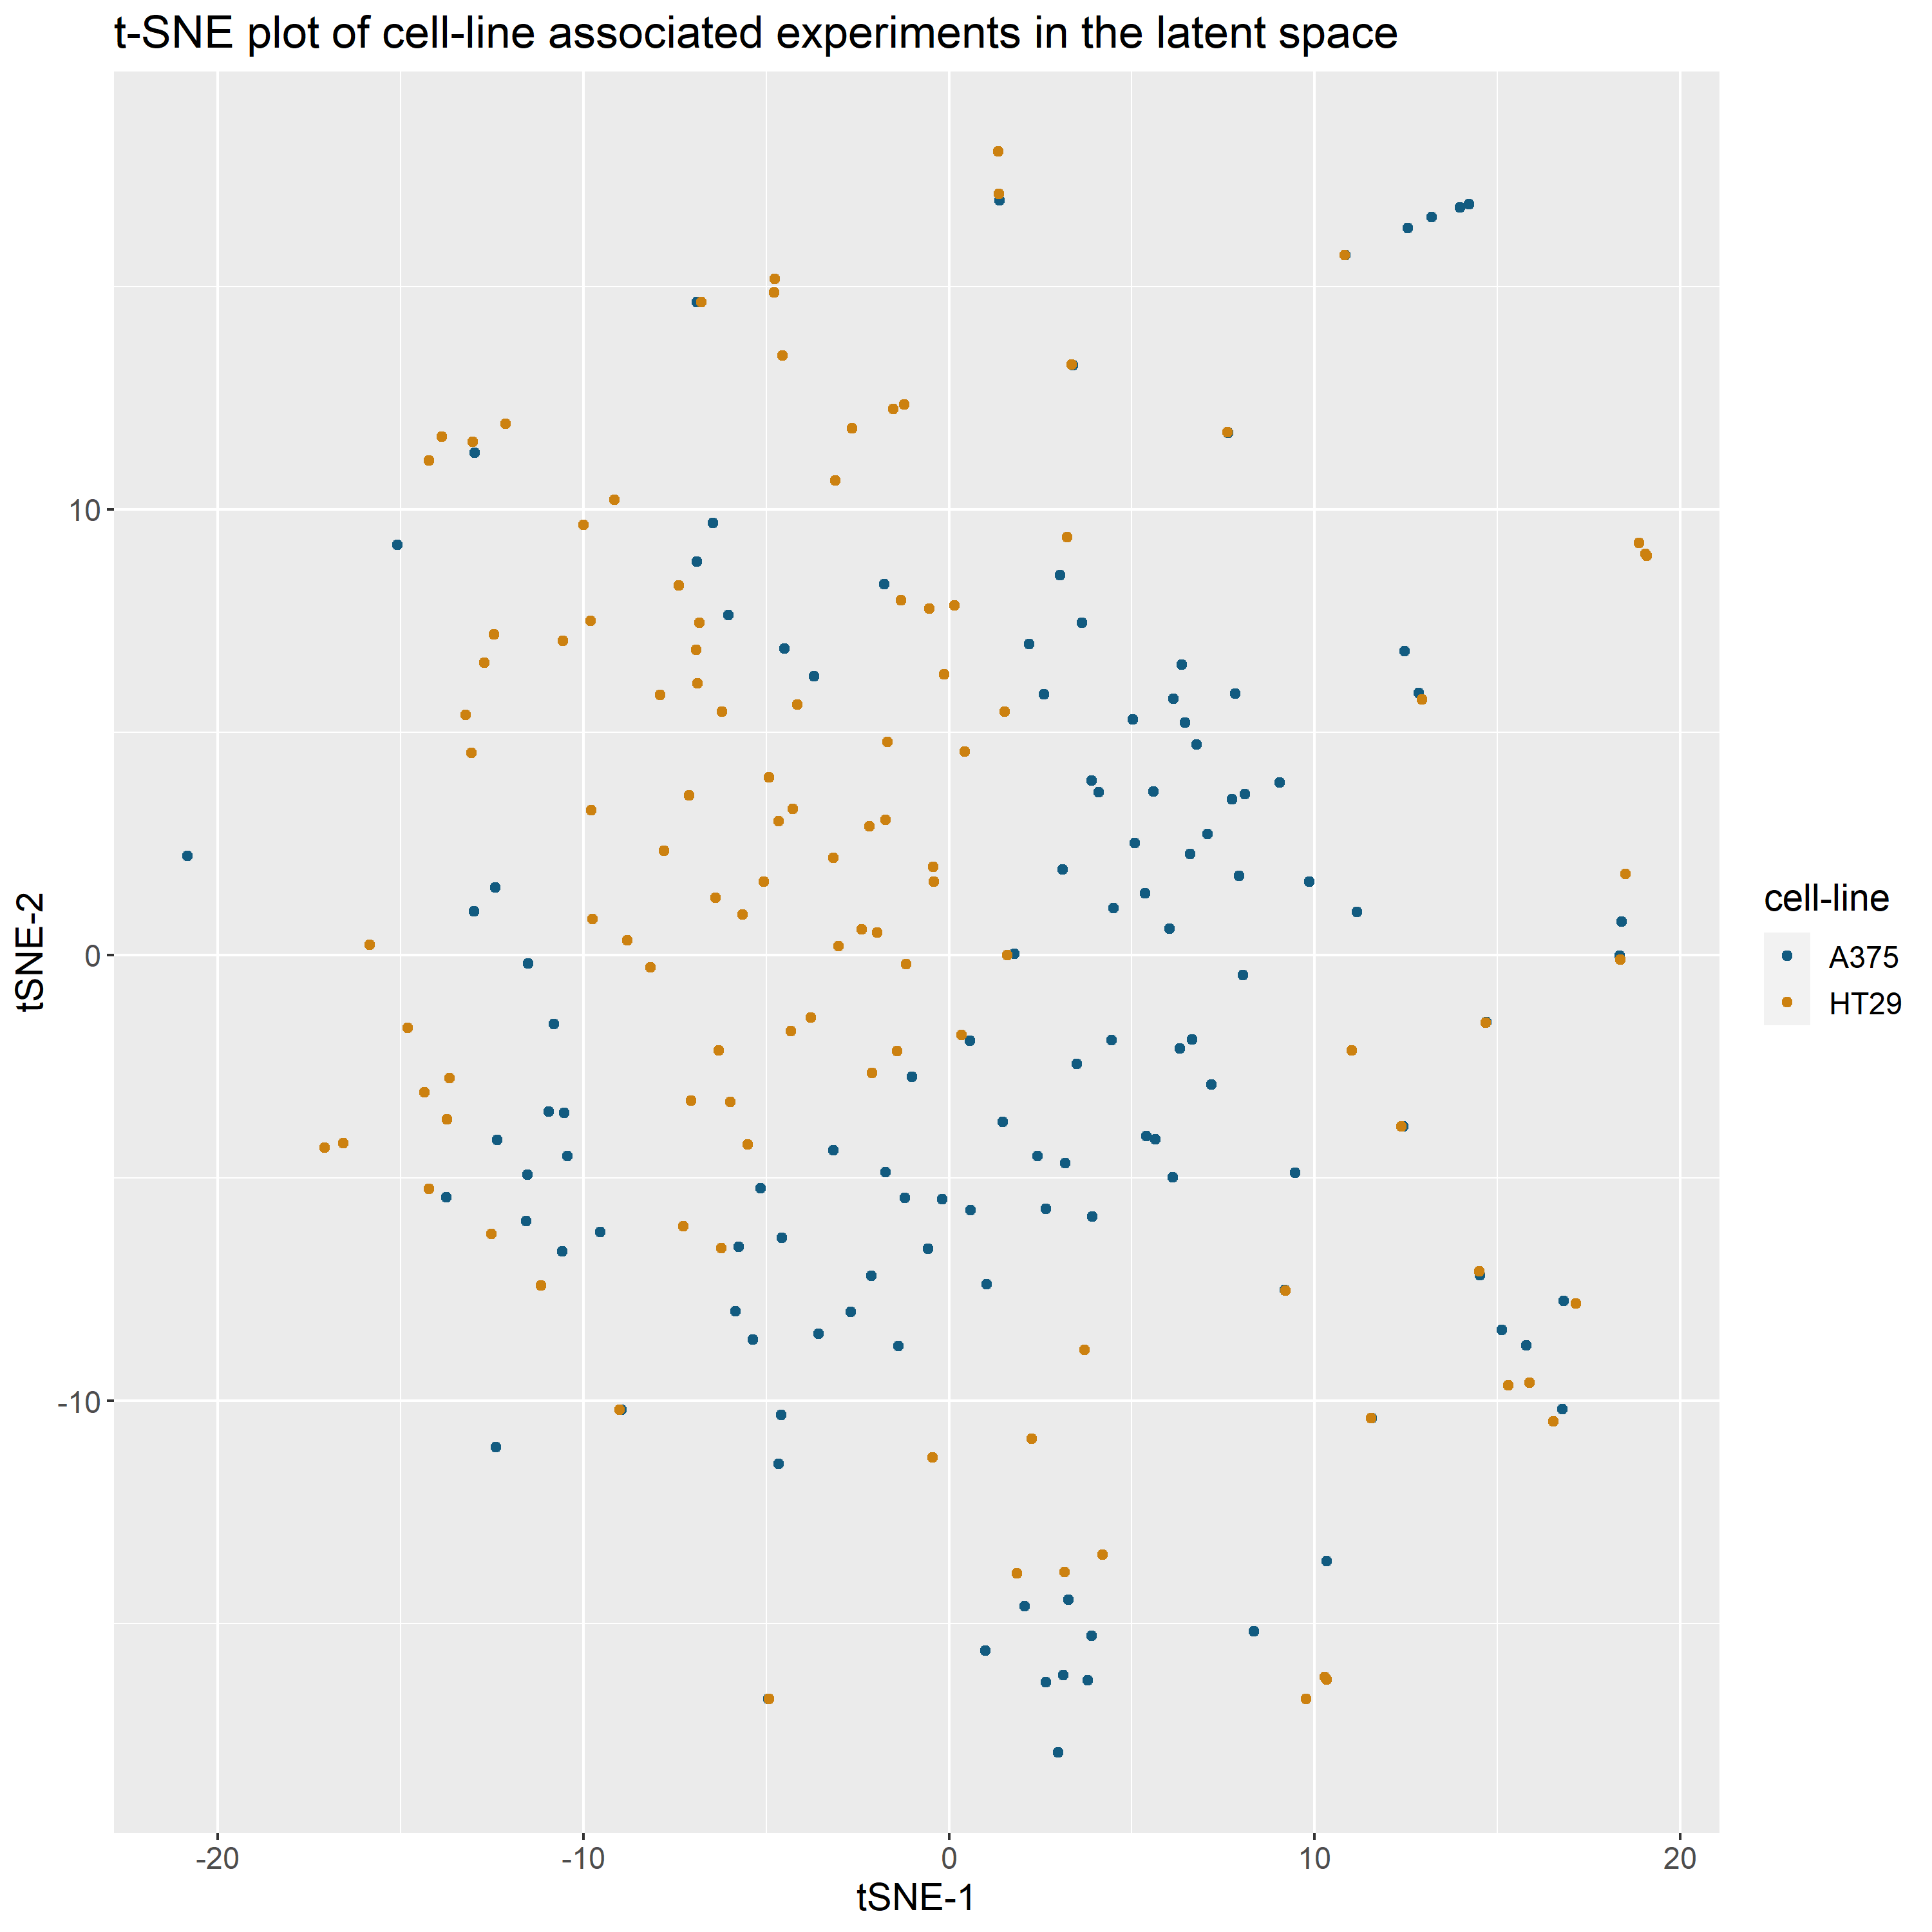 t-SNE plot of cell-line associated experiments in the latent space
10
0
-10
tSNE-2
-20
-10
0
10
20
tSNE-1
cell-line
A375
HT29